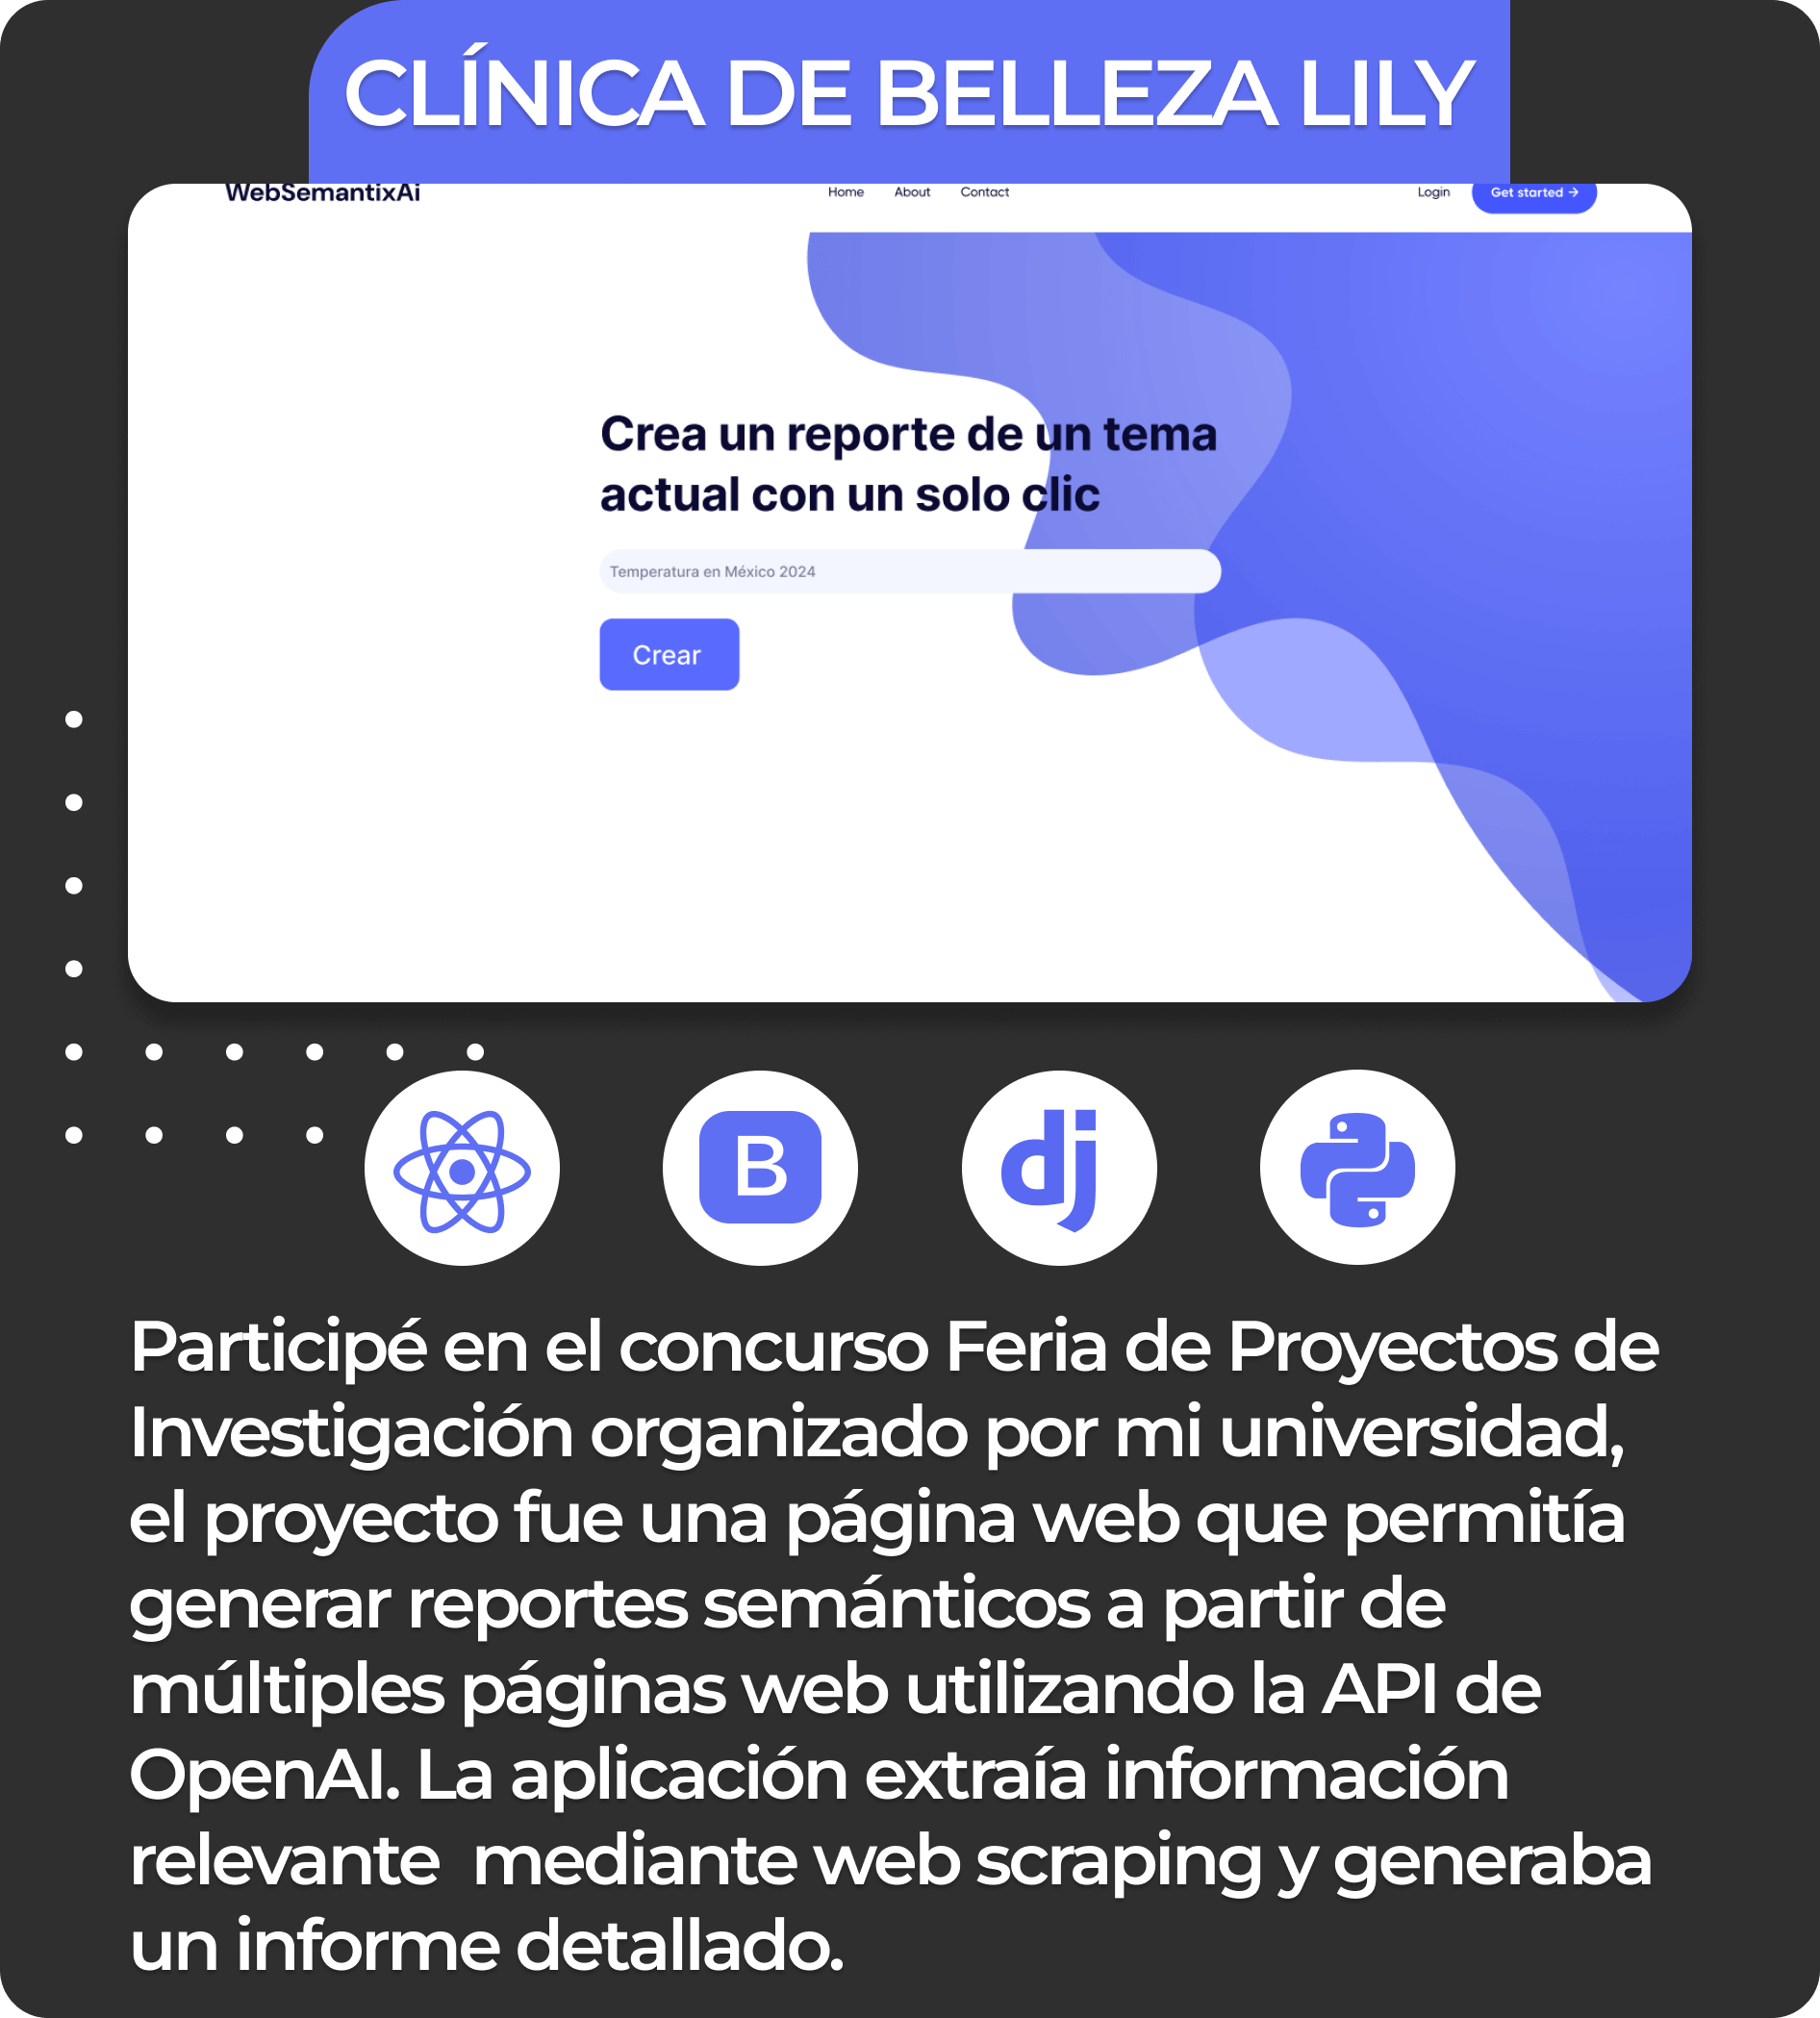 CLÍNICA DE BELLEZA LILY
WebSemantixAi
Home About Contact
Login Get started →
Crea un reporte de un tema
actual con un solo clic
Temperatura en México 2024
Crear
B
dj
Participé en el concurso Feria de Proyectos de
Investigación organizado por mi universidad,
el proyecto fue una página web que permitía
generar reportes semánticos a partir de
múltiples páginas web utilizando la API de
OpenAI. La aplicación extraía información
relevante  mediante web scraping y generaba
un informe detallado.